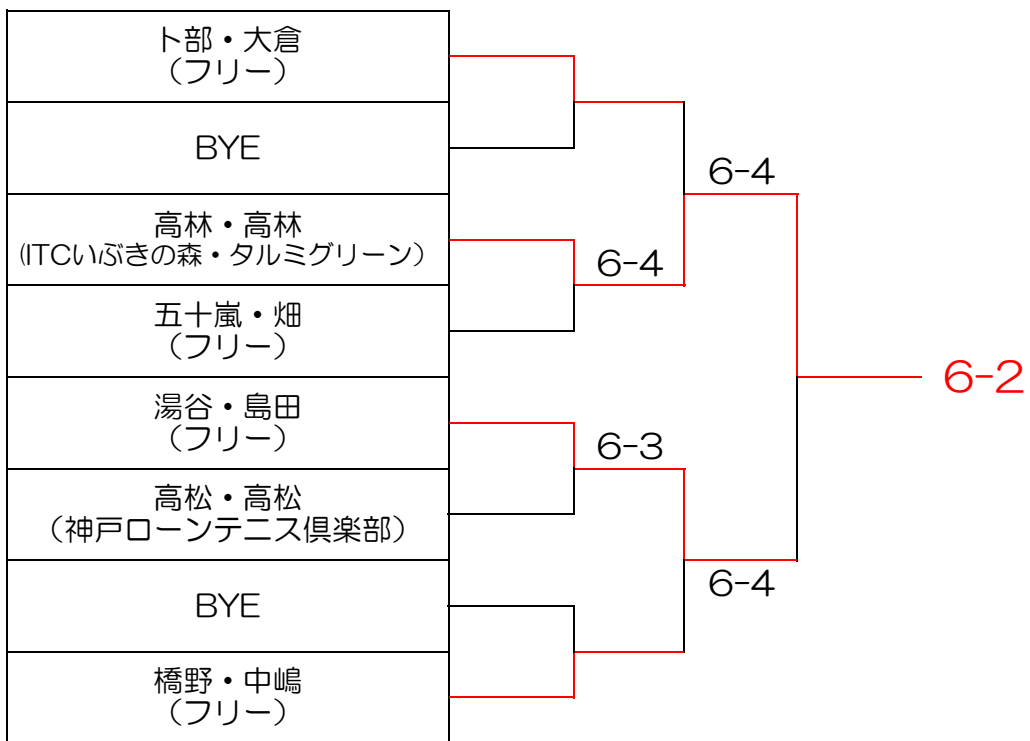 卜部・大倉
(フリー)
BYE
高林・高林
(ITCいぶきの森・タルミグリーン)
五十嵐・畑
(フリー)
湯谷・島田
(フリー)
高松・高松
(神戸ローンテニス倶楽部)
BYE
橋野・中嶋
(フリー)
6-4
6-3
6-4
6-4
6-2